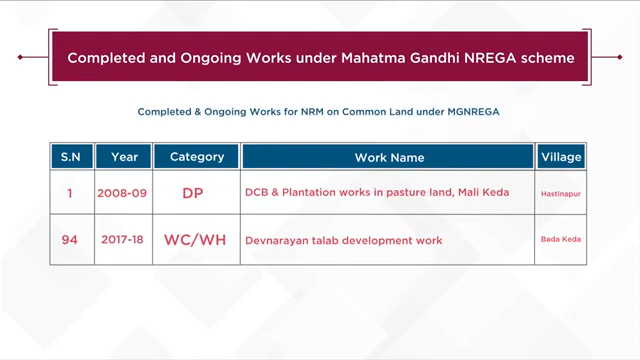 Completed and Ongoing Works under Mahatma Gandhi NREGA scheme
Completed & Ongoing Works for NRM on Common Land under MGNREGA
S.N Year Category Work Name Village
1 2008-09 DP DCB & Plantation works in pasture land, Mali Keda Hastinapur
94 2017-18 WC/WH Devnarayan talab development work Bada Keda